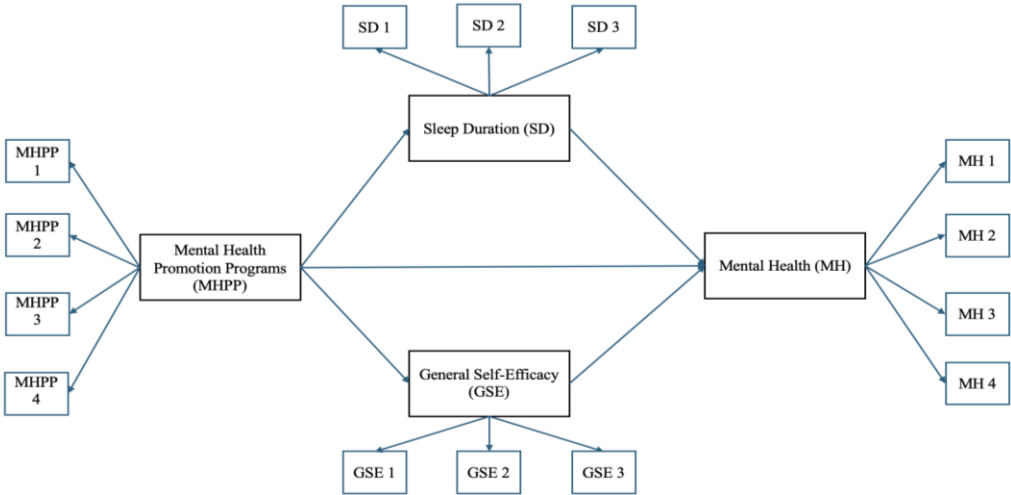 SD 1
SD 2
SD 3
Sleep Duration (SD)
MHPP
1
MHPP
2
MHPP
3
MHPP
4
Mental Health
Promotion Programs
(MHPP)
Mental Health (MH)
MH 1
MH 2
MH 3
MH 4
General Self-Efficacy
(GSE)
GSE 1
GSE 2
GSE 3